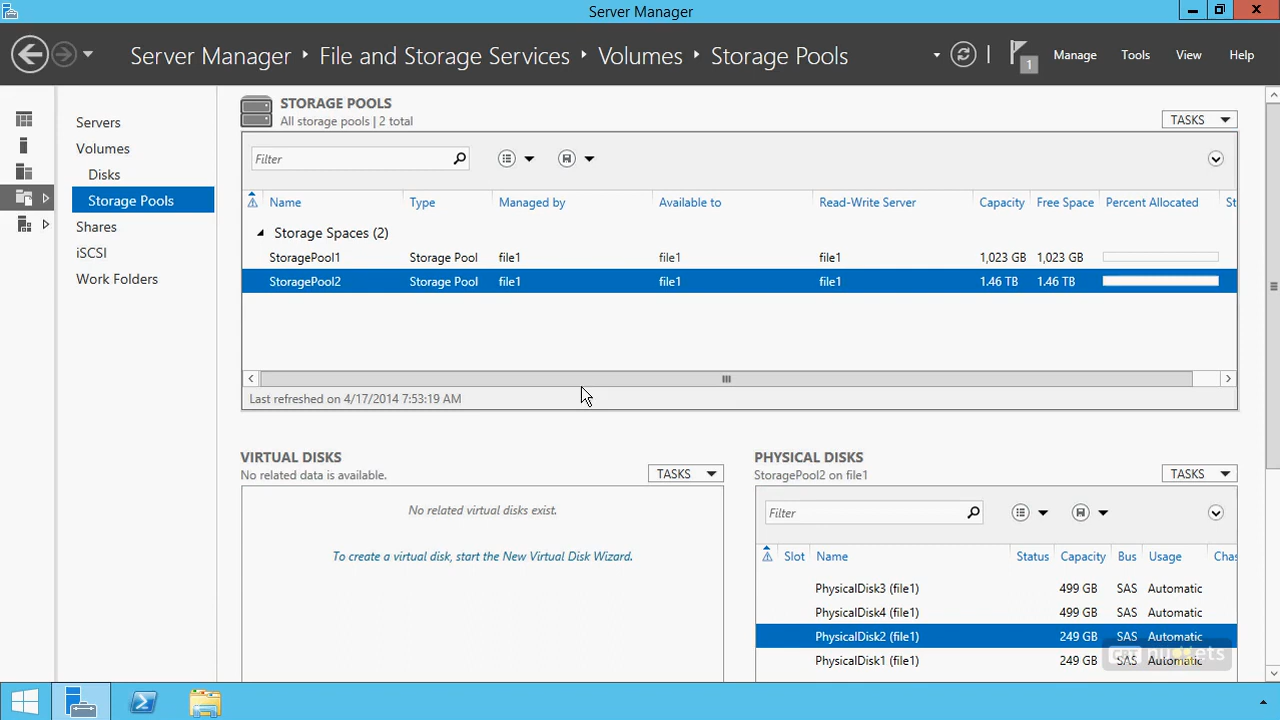 Server Manager
Server Manager ‣ File and Storage Services ‣ Volumes ‣ Storage Pools
1
Manage Tools View Help
Servers
Volumes
Disks
Storage Pools
Shares
iSCSI
Work Folders
STORAGE POOLS
All storage pools | 2 total
TASKS
Filter
Name Type Managed by Available to Read-Write Server Capacity Free Space Percent Allocated St
Storage Spaces (2)
StoragePool1 Storage Pool file1 file1 file1 1,023 GB 1,023 GB
StoragePool2 Storage Pool file1 file1 file1 1.46 TB 1.46 TB
Last refreshed on 4/17/2014 7:53:19 AM
VIRTUAL DISKS
No related data is available.
TASKS
No related virtual disks exist.
To create a virtual disk, start the New Virtual Disk Wizard.
PHYSICAL DISKS
StoragePool2 on file1
TASKS
Filter
Slot Name Status Capacity Bus Usage Chas
PhysicalDisk3 (file1) 499 GB SAS Automatic
PhysicalDisk4 (file1) 499 GB SAS Automatic
PhysicalDisk2 (file1) 249 GB SAS Automatic
PhysicalDisk1 (file1) 249 GB SAS Automatic
nuggets